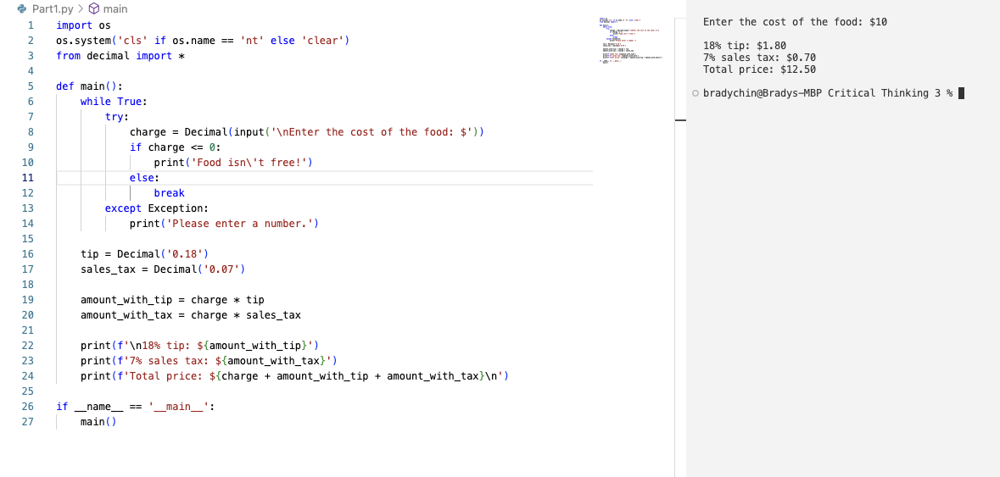 Part1.py > main
1 import os
2 os.system('cls' if os.name == 'nt' else 'clear')
3 from decimal import *
4
5 def main():
6     while True:
7         try:
8             charge = Decimal(input('\nEnter the cost of the food: $'))
9             if charge <= 0:
10                 print('Food isn\'t free!')
11             else:
12                 break
13         except Exception:
14             print('Please enter a number.')
15
16     tip = Decimal('0.18')
17     sales_tax = Decimal('0.07')
18
19     amount_with_tip = charge * tip
20     amount_with_tax = charge * sales_tax
21
22     print(f'\n18% tip: ${amount_with_tip}')
23     print(f'7% sales tax: ${amount_with_tax}')
24     print(f'Total price: ${charge + amount_with_tip + amount_with_tax}\n')
25
26 if __name__ == '__main__':
27     main()
Enter the cost of the food: $10
18% tip: $1.80
7% sales tax: $0.70
Total price: $12.50
bradychin@Bradys-MBP Critical Thinking 3 %